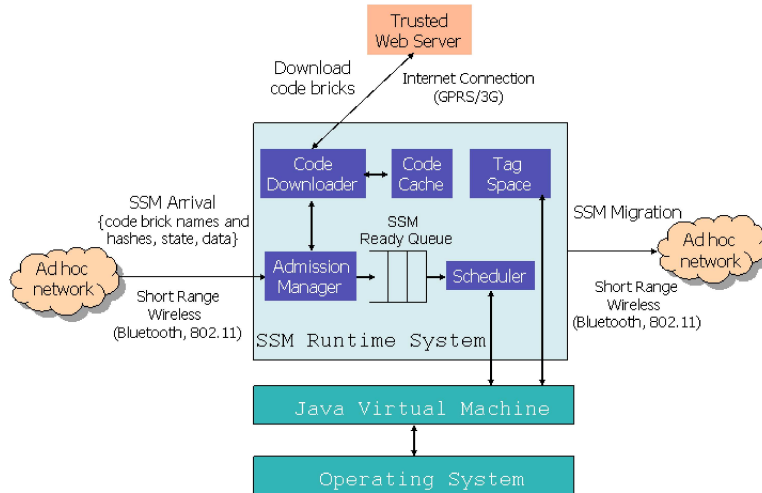 Trusted
Web Server
Download
code bricks
Internet Connection
(GPRS/3G)
Code
Downloader
Code
Cache
Tag
Space
SSM Arrival
{code brick names and
hashes, state, data}
SSM
Ready Queue
SSM Migration
Ad hoc
network
Admission
Manager
Scheduler
Ad hoc
network
Short Range
Wireless
(Bluetooth, 802.11)
Short Range
Wireless
(Bluetooth, 802.11)
SSM Runtime System
Java Virtual Machine
Operating System